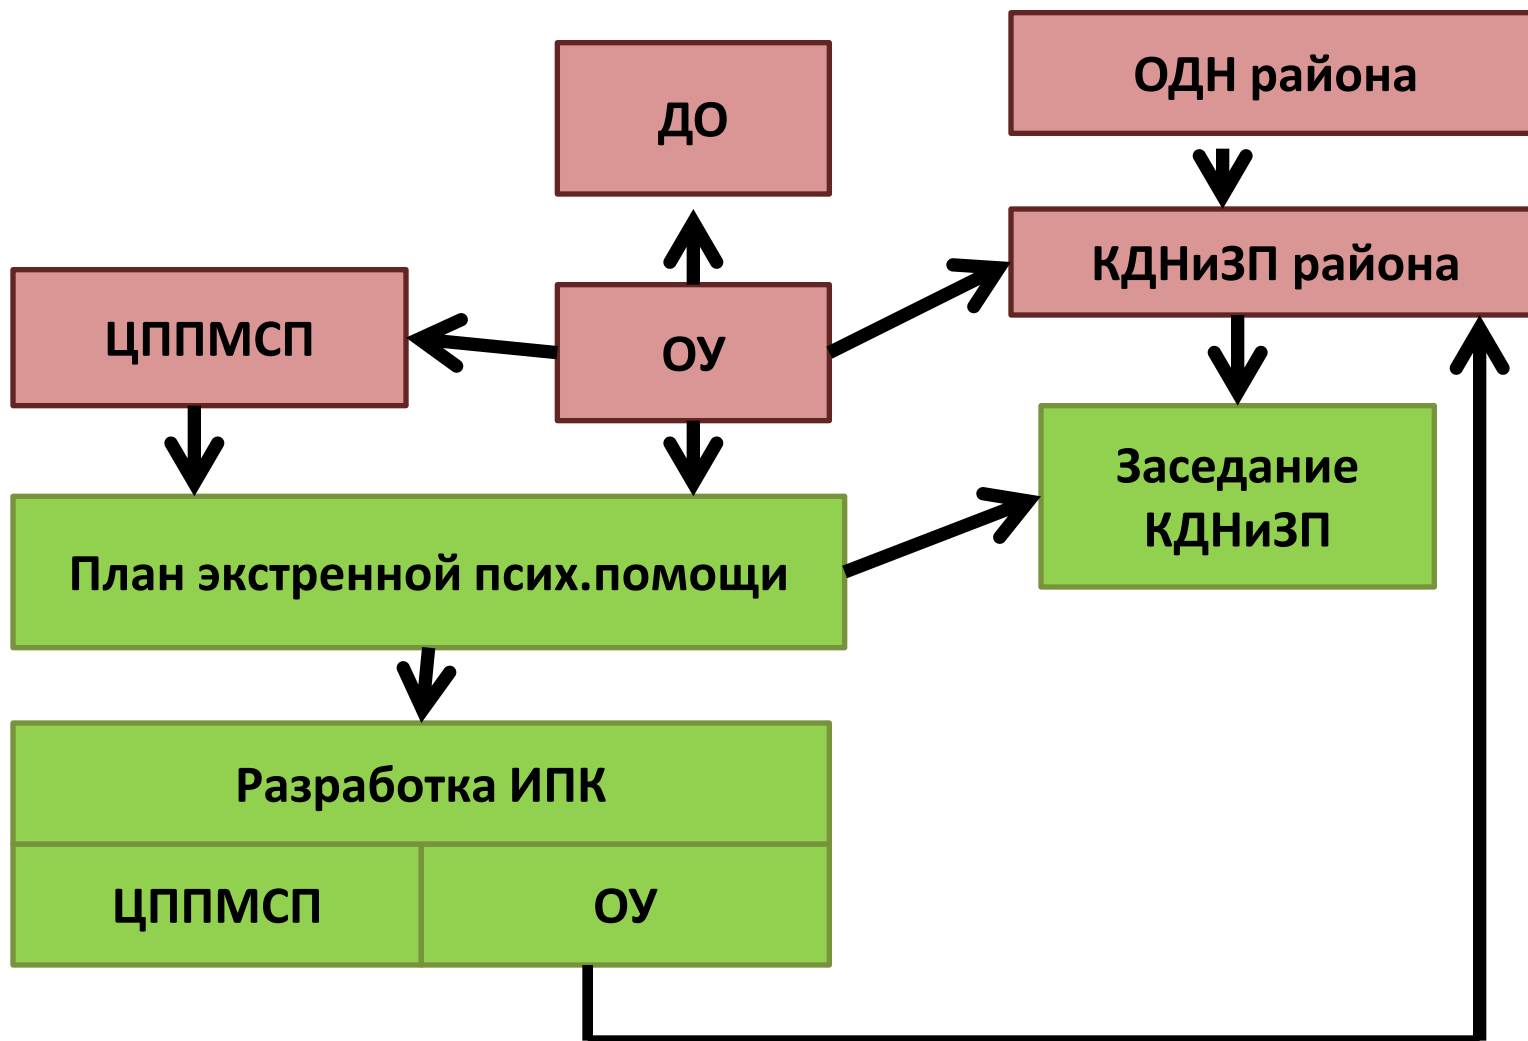 ОДН района
ДО
КДНиЗП района
ЦППМСП
ОУ
Заседание
КДНиЗП
План экстренной псих.помощи
Разработка ИПК
ЦППМСП
ОУ